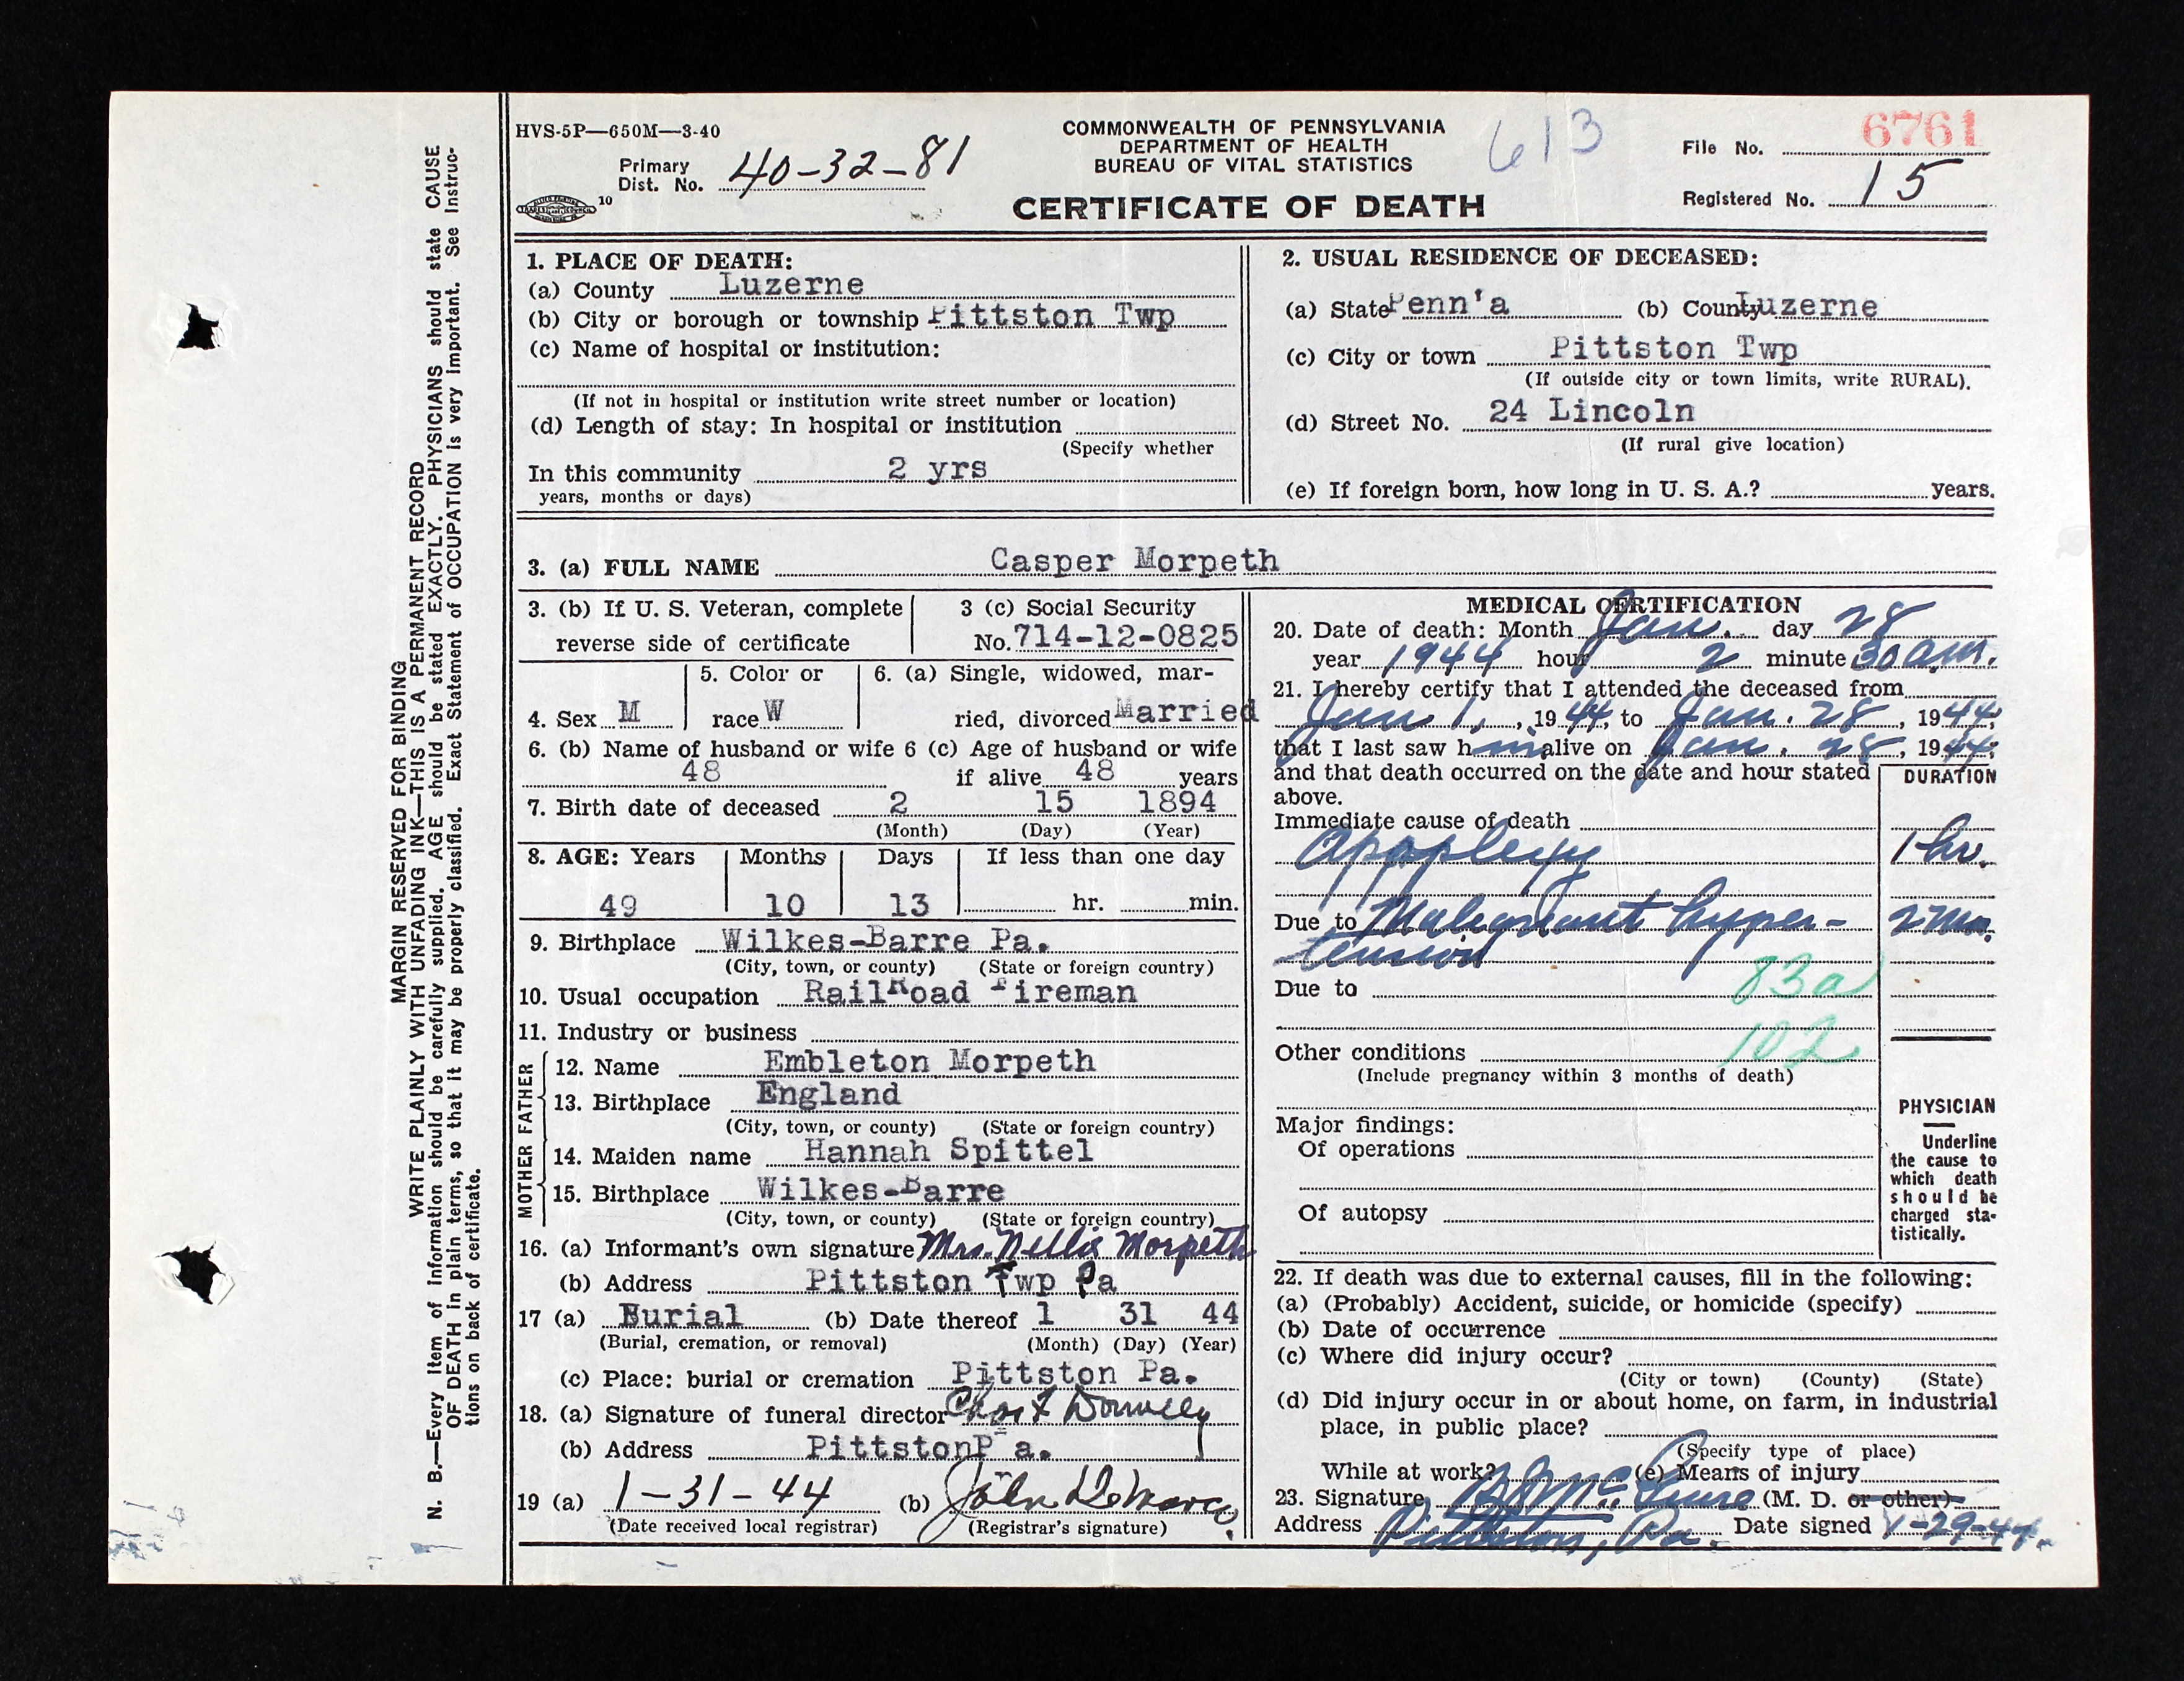 HVS-5P—650M—3-40
Primary
Dist. No. 40-32-81
10
COMMONWEALTH OF PENNSYLVANIA
DEPARTMENT OF HEALTH
BUREAU OF VITAL STATISTICS
CERTIFICATE OF DEATH
613
File No. 6761
Registered No. 15
MARGIN RESERVED FOR BINDING
WRITE PLAINLY WITH UNFADING INK—THIS IS A PERMANENT RECORD
N. B.—Every item of information should be carefully supplied. AGE should be stated EXACTLY. PHYSICIANS should state CAUSE
OF DEATH in plain terms, so that it may be properly classified. Exact Statement of OCCUPATION is very important. See Instruc-
tions on back of certificate.
1. PLACE OF DEATH:
(a) County Luzerne
(b) City or borough or township Pittston Twp
(c) Name of hospital or institution:
(If not in hospital or institution write street number or location)
(d) Length of stay: In hospital or institution
(Specify whether
In this community 2 yrs
years, months or days)
2. USUAL RESIDENCE OF DECEASED:
(a) State Penn'a (b) County Luzerne
(c) City or town Pittston Twp
(If outside city or town limits, write RURAL).
(d) Street No. 24 Lincoln
(If rural give location)
(e) If foreign born, how long in U. S. A.? years.
3. (a) FULL NAME Casper Morpeth
3. (b) If U. S. Veteran, complete
reverse side of certificate
3 (c) Social Security
No. 714-12-0825
4. Sex M
5. Color or
race W
6. (a) Single, widowed, mar-
ried, divorced Married
6. (b) Name of husband or wife 6 (c) Age of husband or wife
48 if alive 48 years
7. Birth date of deceased 2 15 1894
(Month) (Day) (Year)
8. AGE: Years Months Days If less than one day
49 10 13 hr. min.
9. Birthplace Wilkes-Barre Pa.
(City, town, or county) (State or foreign country)
10. Usual occupation RailRoad Fireman
11. Industry or business
FATHER
12. Name Embleton Morpeth
13. Birthplace England
(City, town, or county) (State or foreign country)
MOTHER
14. Maiden name Hannah Spittel
15. Birthplace Wilkes-Barre
(City, town, or county) (State or foreign country)
16. (a) Informant's own signature Mrs. Nellie Morpeth
(b) Address Pittston Twp Pa
17 (a) Burial (b) Date thereof 1 31 44
(Burial, cremation, or removal) (Month) (Day) (Year)
(c) Place: burial or cremation Pittston Pa.
18. (a) Signature of funeral director Donnelly
(b) Address PittstonP a.
19 (a) 1-31-44 (b) John DeMarco
(Date received local registrar) (Registrar's signature)
MEDICAL CERTIFICATION
20. Date of death: Month Jan. day 28
year 1944 hour 2 minute 30 a.m.
21. I hereby certify that I attended the deceased from
Jan 1, 1944, to Jan. 28, 1944;
that I last saw him alive on Jan. 28, 1944;
and that death occurred on the date and hour stated
above.
DURATION
Immediate cause of death
Apoplexy 1 hr.
Due to Malignant hyper- 2 mo.
tension
83a
Due to
102
Other conditions
(Include pregnancy within 3 months of death)
Major findings:
Of operations
Of autopsy
PHYSICIAN
Underline
the cause to
which death
should be
charged sta-
tistically.
22. If death was due to external causes, fill in the following:
(a) (Probably) Accident, suicide, or homicide (specify)
(b) Date of occurrence
(c) Where did injury occur?
(City or town) (County) (State)
(d) Did injury occur in or about home, on farm, in industrial
place, in public place?
(Specify type of place)
While at work? (e) Means of injury
23. Signature (M. D. or other)
Address Pittston, Pa. Date signed 1-29-44.